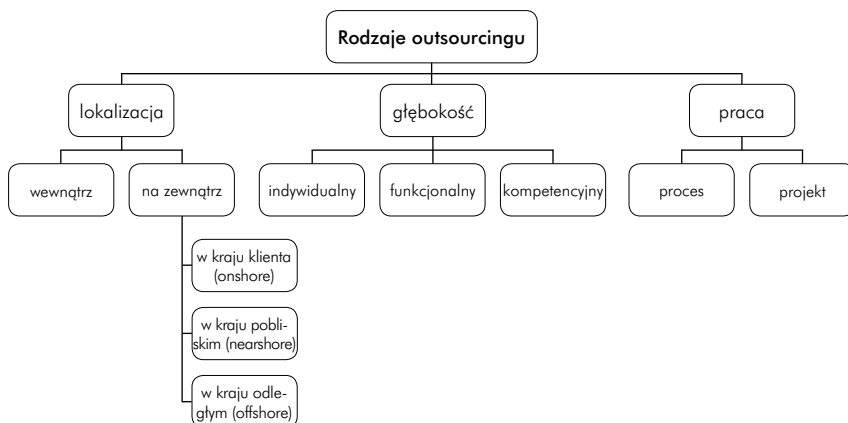 Rodzaje outsourcingu
lokalizacja
głębokość
praca
wewnątrz
na zewnątrz
indywidualny
funkcjonalny
kompetencyjny
proces
projekt
w kraju klienta
(onshore)
w kraju pobli-
skim (nearshore)
w kraju odle-
głym (offshore)